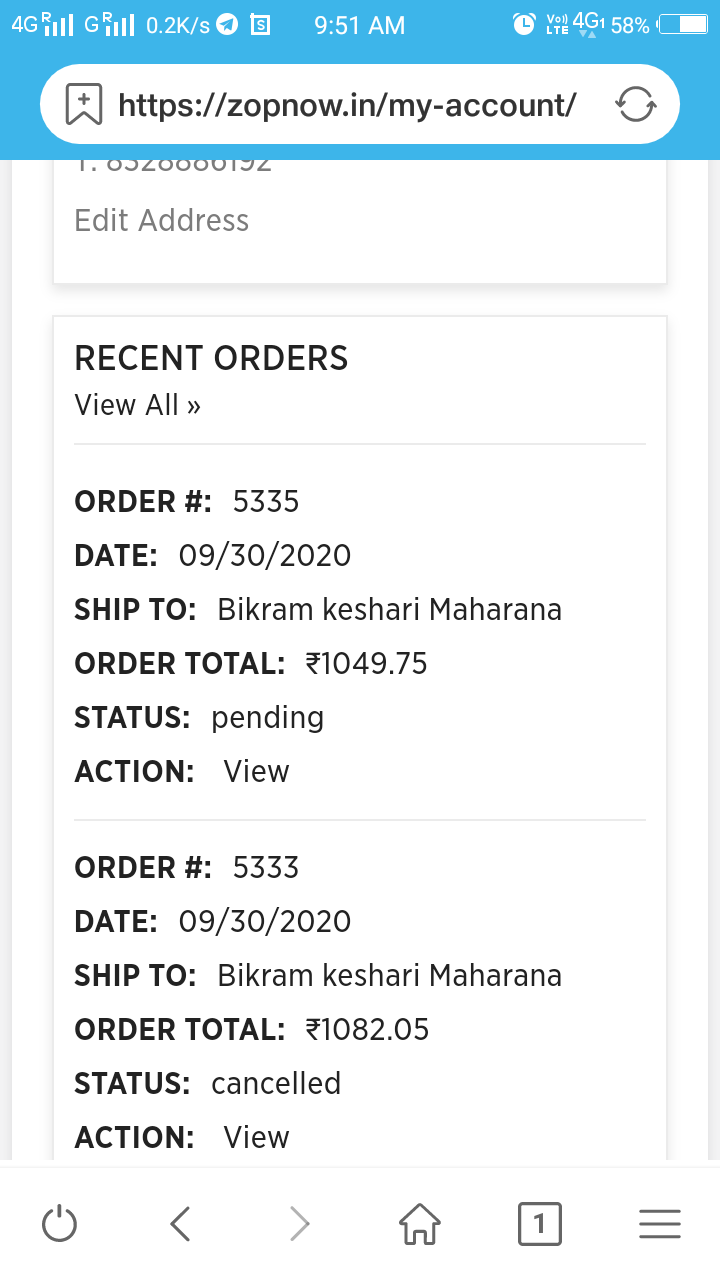 4G R G R 0.2K/s S 9:51 AM Vo)) LTE 4G1 58%
https://zopnow.in/my-account/
T: 8328886192
Edit Address
RECENT ORDERS
View All »
ORDER #: 5335
DATE: 09/30/2020
SHIP TO: Bikram keshari Maharana
ORDER TOTAL: ₹1049.75
STATUS: pending
ACTION: View
ORDER #: 5333
DATE: 09/30/2020
SHIP TO: Bikram keshari Maharana
ORDER TOTAL: ₹1082.05
STATUS: cancelled
ACTION: View
1